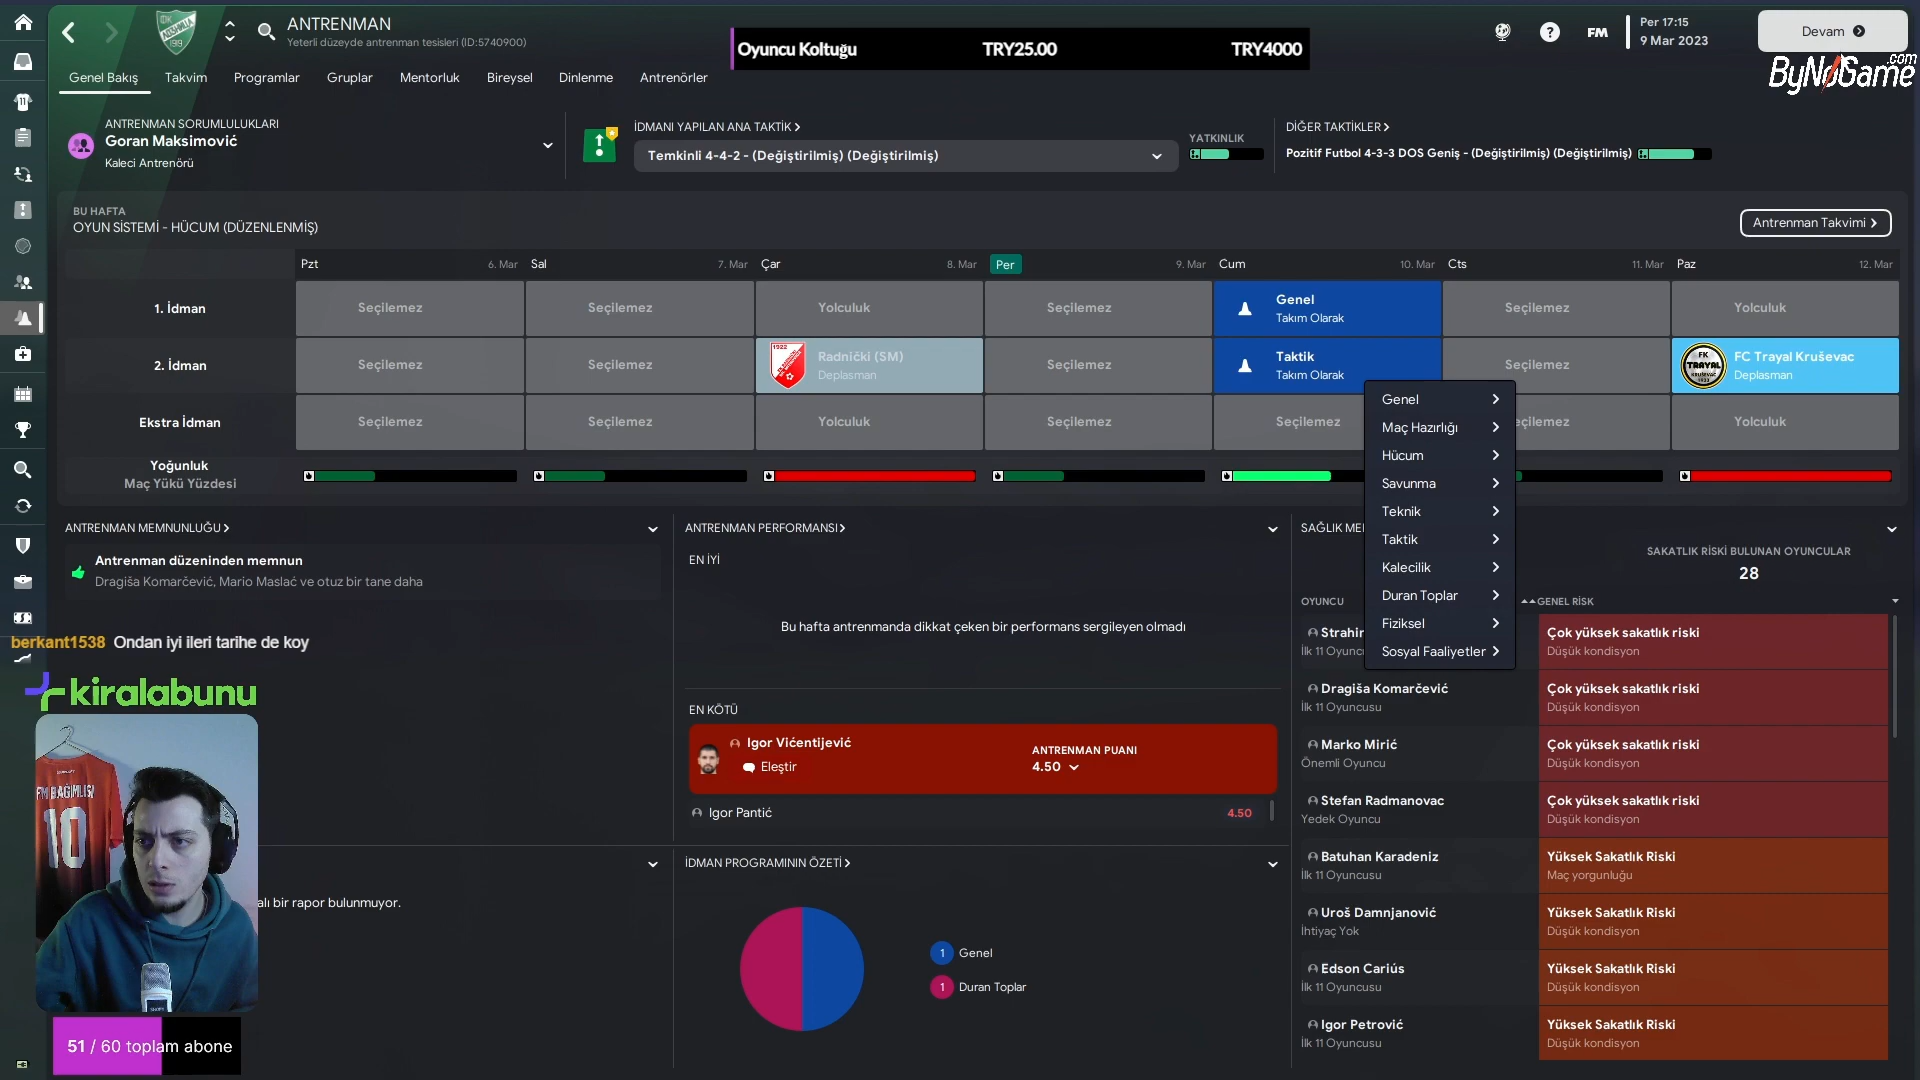 ANTRENMAN
Yeterli düzeyde antrenman tesisleri (ID:5740900)
Oyuncu Koltuğu TRY25.00 TRY4000
FM
Per 17:15
9 Mar 2023
Devam
ByNoGame.com
Genel Bakış Takvim Programlar Gruplar Mentorluk Bireysel Dinlenme Antrenörler
ANTRENMAN SORUMLULUKLARI
Goran Maksimović
Kaleci Antrenörü
İDMANI YAPILAN ANA TAKTİK
Temkinli 4-4-2 - (Değiştirilmiş) (Değiştirilmiş)
YATKINLIK
DİĞER TAKTİKLER
Pozitif Futbol 4-3-3 DOS Geniş - (Değiştirilmiş) (Değiştirilmiş)
BU HAFTA
OYUN SİSTEMİ - HÜCUM (DÜZENLENMİŞ)
Antrenman Takvimi
Pzt 6. Mar Sal 7. Mar Çar 8. Mar Per 9. Mar Cum 10. Mar Cts 11. Mar Paz 12. Mar
1. İdman Seçilemez Seçilemez Yolculuk Seçilemez Genel Takım Olarak Seçilemez Yolculuk
2. İdman Seçilemez Seçilemez Radnički (SM) Deplasman Seçilemez Taktik Takım Olarak Seçilemez FC Trayal Kruševac Deplasman
Ekstra İdman Seçilemez Seçilemez Yolculuk Seçilemez Seçilemez eçilemez Yolculuk
Yoğunluk
Maç Yükü Yüzdesi
Genel
Maç Hazırlığı
Hücum
Savunma
Teknik
Taktik
Kalecilik
Duran Toplar
Fiziksel
Sosyal Faaliyetler
ANTRENMAN MEMNUNLUĞU
Antrenman düzeninden memnun
Dragiša Komarčević, Mario Maslać ve otuz bir tane daha
berkant1538 Ondan iyi ileri tarihe de koy
kiralabunu
FM BAĞIMLISI
10
alı bir rapor bulunmuyor.
51 / 60 toplam abone
ANTRENMAN PERFORMANSI
EN İYİ
Bu hafta antrenmanda dikkat çeken bir performans sergileyen olmadı
EN KÖTÜ
Igor Vićentijević
Eleştir
ANTRENMAN PUANI
4.50
Igor Pantić 4.50
İDMAN PROGRAMININ ÖZETİ
1 Genel
1 Duran Toplar
SAĞLIK ME
SAKATLIK RİSKİ BULUNAN OYUNCULAR
28
OYUNCU GENEL RISK
Strahin Çok yüksek sakatlık riski
İlk 11 Oyuncu Düşük kondisyon
Dragiša Komarčević Çok yüksek sakatlık riski
İlk 11 Oyuncusu Düşük kondisyon
Marko Mirić Çok yüksek sakatlık riski
Önemli Oyuncu Düşük kondisyon
Stefan Radmanovac Çok yüksek sakatlık riski
Yedek Oyuncu Düşük kondisyon
Batuhan Karadeniz Yüksek Sakatlık Riski
İlk 11 Oyuncusu Maç yorgunluğu
Uroš Damnjanović Yüksek Sakatlık Riski
İhtiyaç Yok Düşük kondisyon
Edson Cariús Yüksek Sakatlık Riski
İlk 11 Oyuncusu Düşük kondisyon
Igor Petrović Yüksek Sakatlık Riski
İlk 11 Oyuncusu Düşük kondisyon